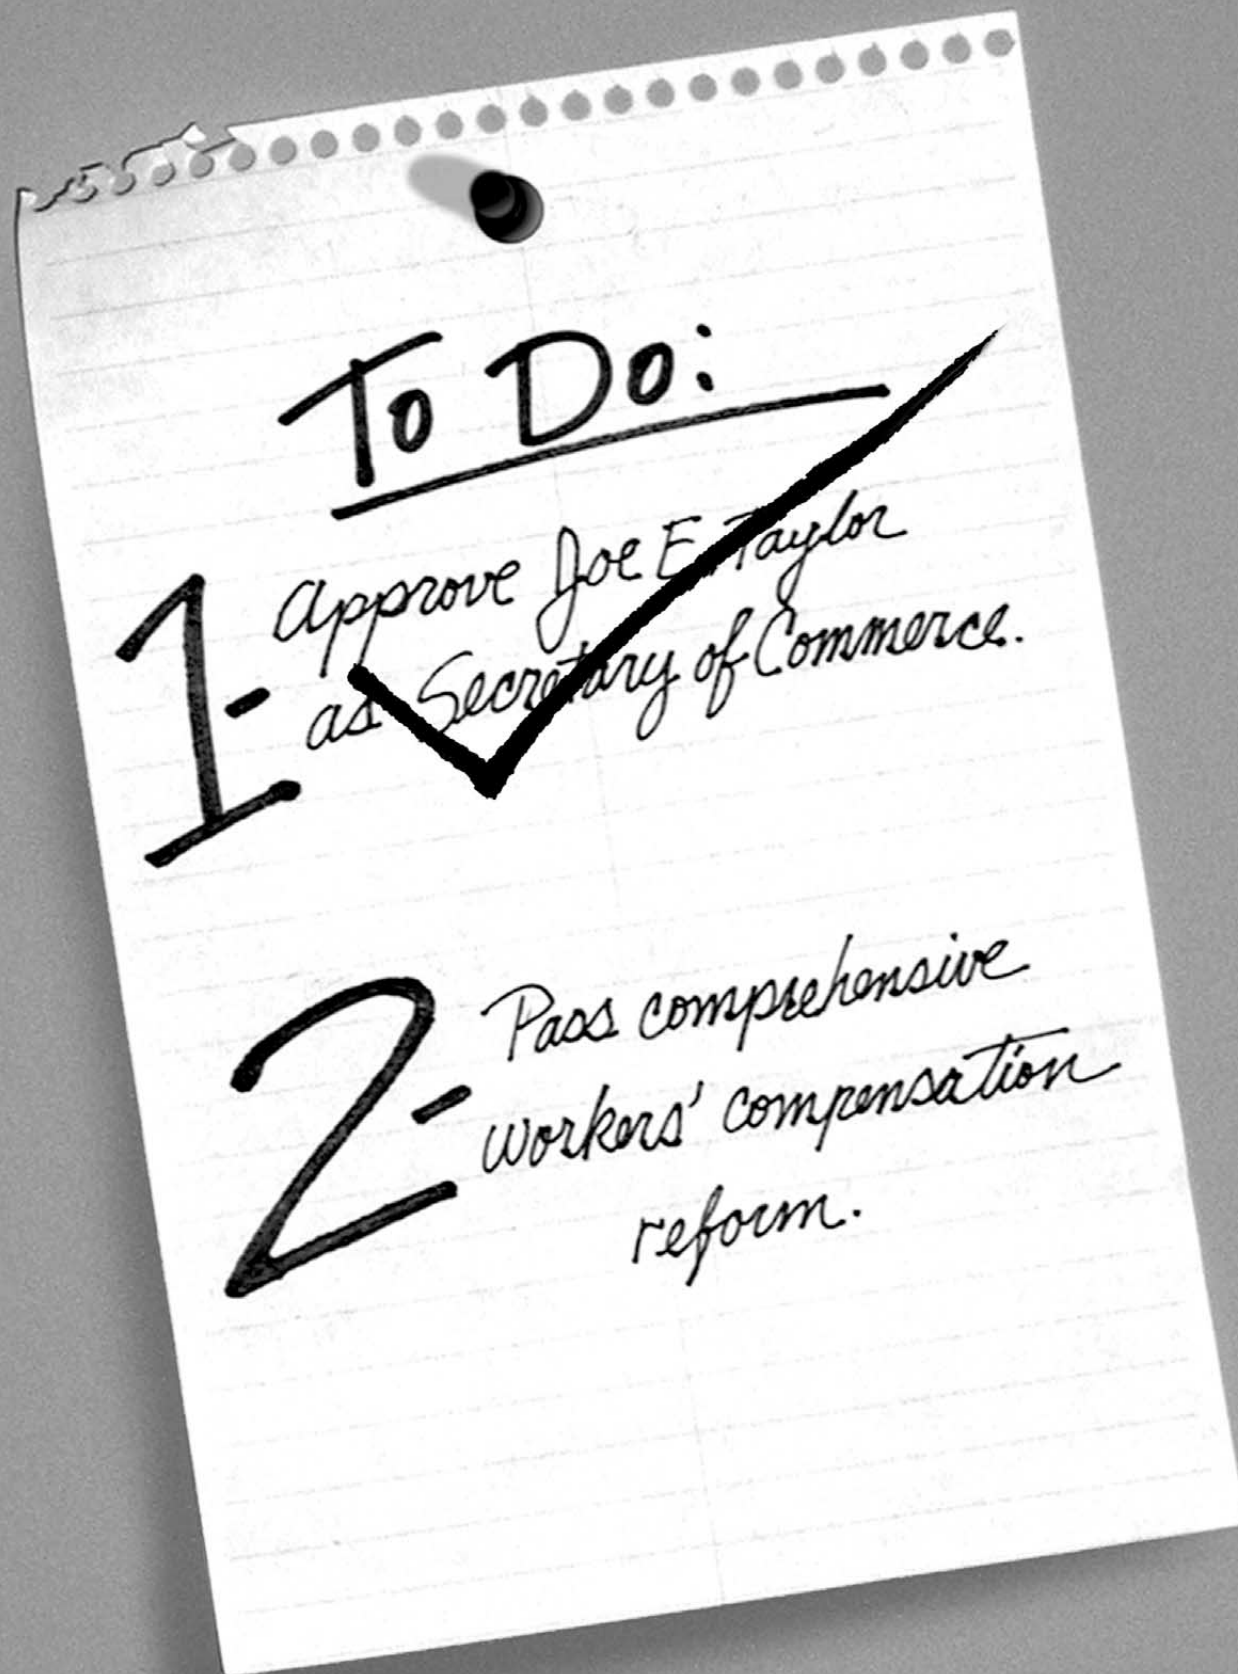 To Do:
1- Approve Joe E. Taylor
as Secretary of Commerce.
2- Pass comprehensive
workers' compensation
reform.